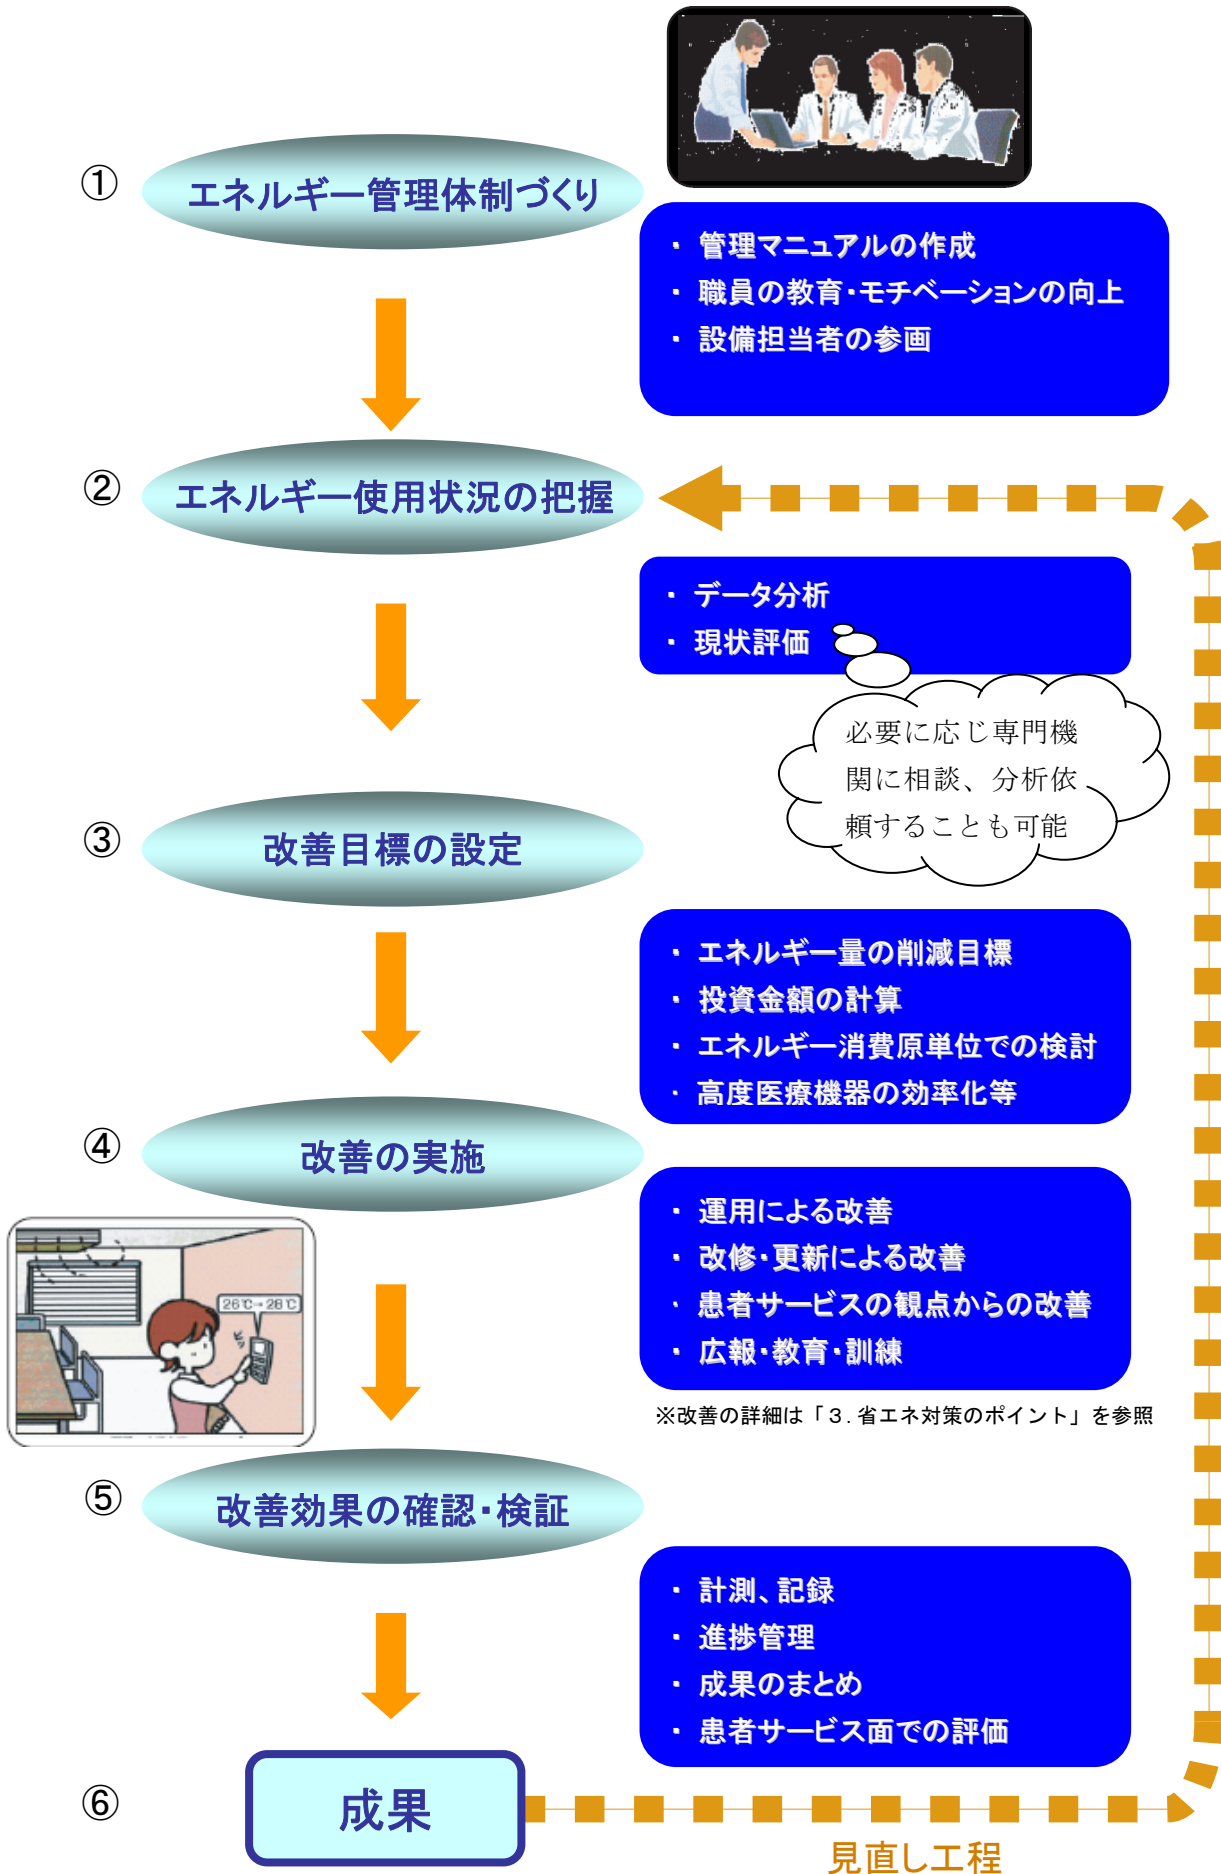 ①
エネルギー管理体制づくり
・ 管理マニュアルの作成
・ 職員の教育・モチベーションの向上
・ 設備担当者の参画
②
エネルギー使用状況の把握
・ データ分析
・ 現状評価
必要に応じ専門機
関に相談、分析依
頼することも可能
③
改善目標の設定
・ エネルギー量の削減目標
・ 投資金額の計算
・ エネルギー消費原単位での検討
・ 高度医療機器の効率化等
④
改善の実施
・ 運用による改善
・ 改修・更新による改善
・ 患者サービスの観点からの改善
・ 広報・教育・訓練
※改善の詳細は「３．省エネ対策のポイント」を参照
26℃→28℃
ピッ
⑤
改善効果の確認・検証
・ 計測、記録
・ 進捗管理
・ 成果のまとめ
・ 患者サービス面での評価
⑥
成果
見直し工程